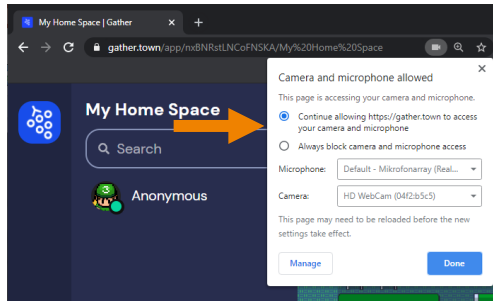 My Home Space | Gather
gather.town/app/nxBNRstLNCoFNSKA/My%20Home%20Space
Camera and microphone allowed
This page is accessing your camera and microphone.
Continue allowing https://gather.town to access
your camera and microphone
Always block camera and microphone access
Microphone: Default - Mikrofonarray (Real...
Camera: HD WebCam (04f2:b5c5)
This page may need to be reloaded before the new
settings take effect.
Manage Done
My Home Space
Search
Anonymous